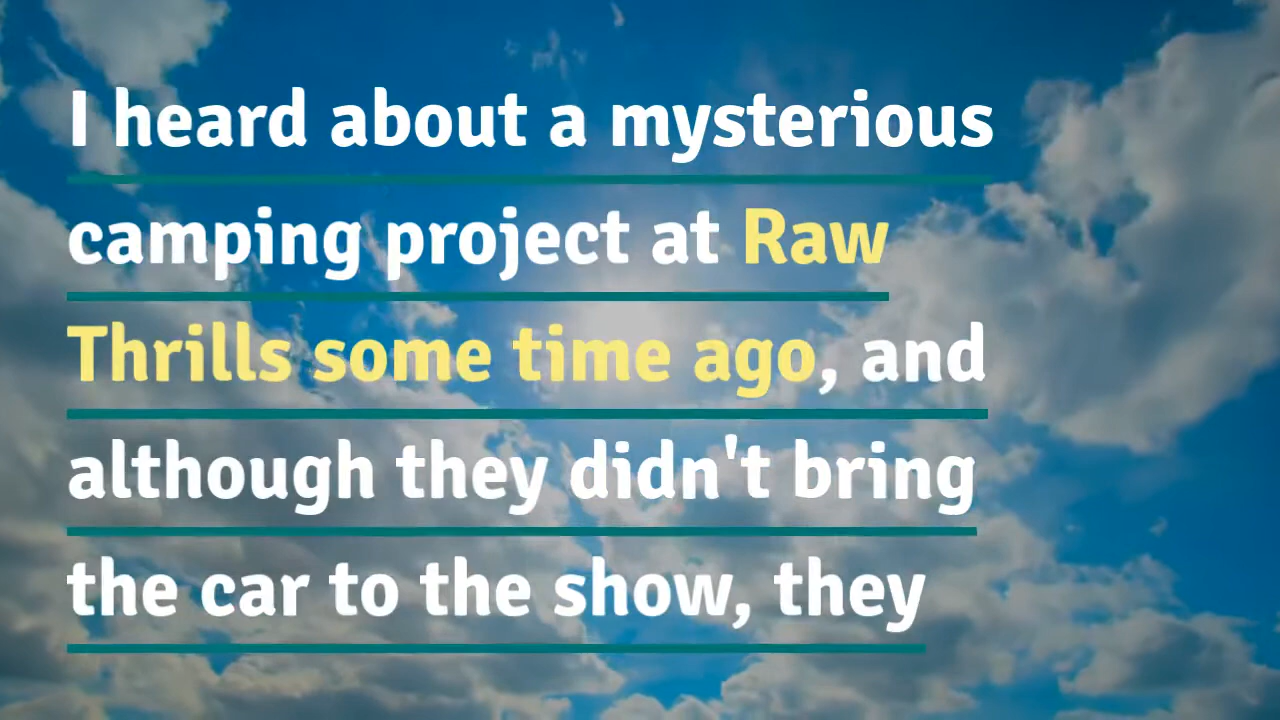 I heard about a mysterious
camping project at Raw
Thrills some time ago, and
although they didn't bring
the car to the show, they